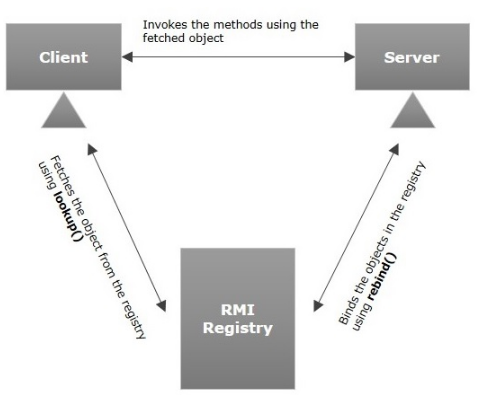 Invokes the methods using the
fetched object
Client
Server
Fetches the object from the registry
using lookup()
Binds the objects in the registry
using rebind()
RMI
Registry